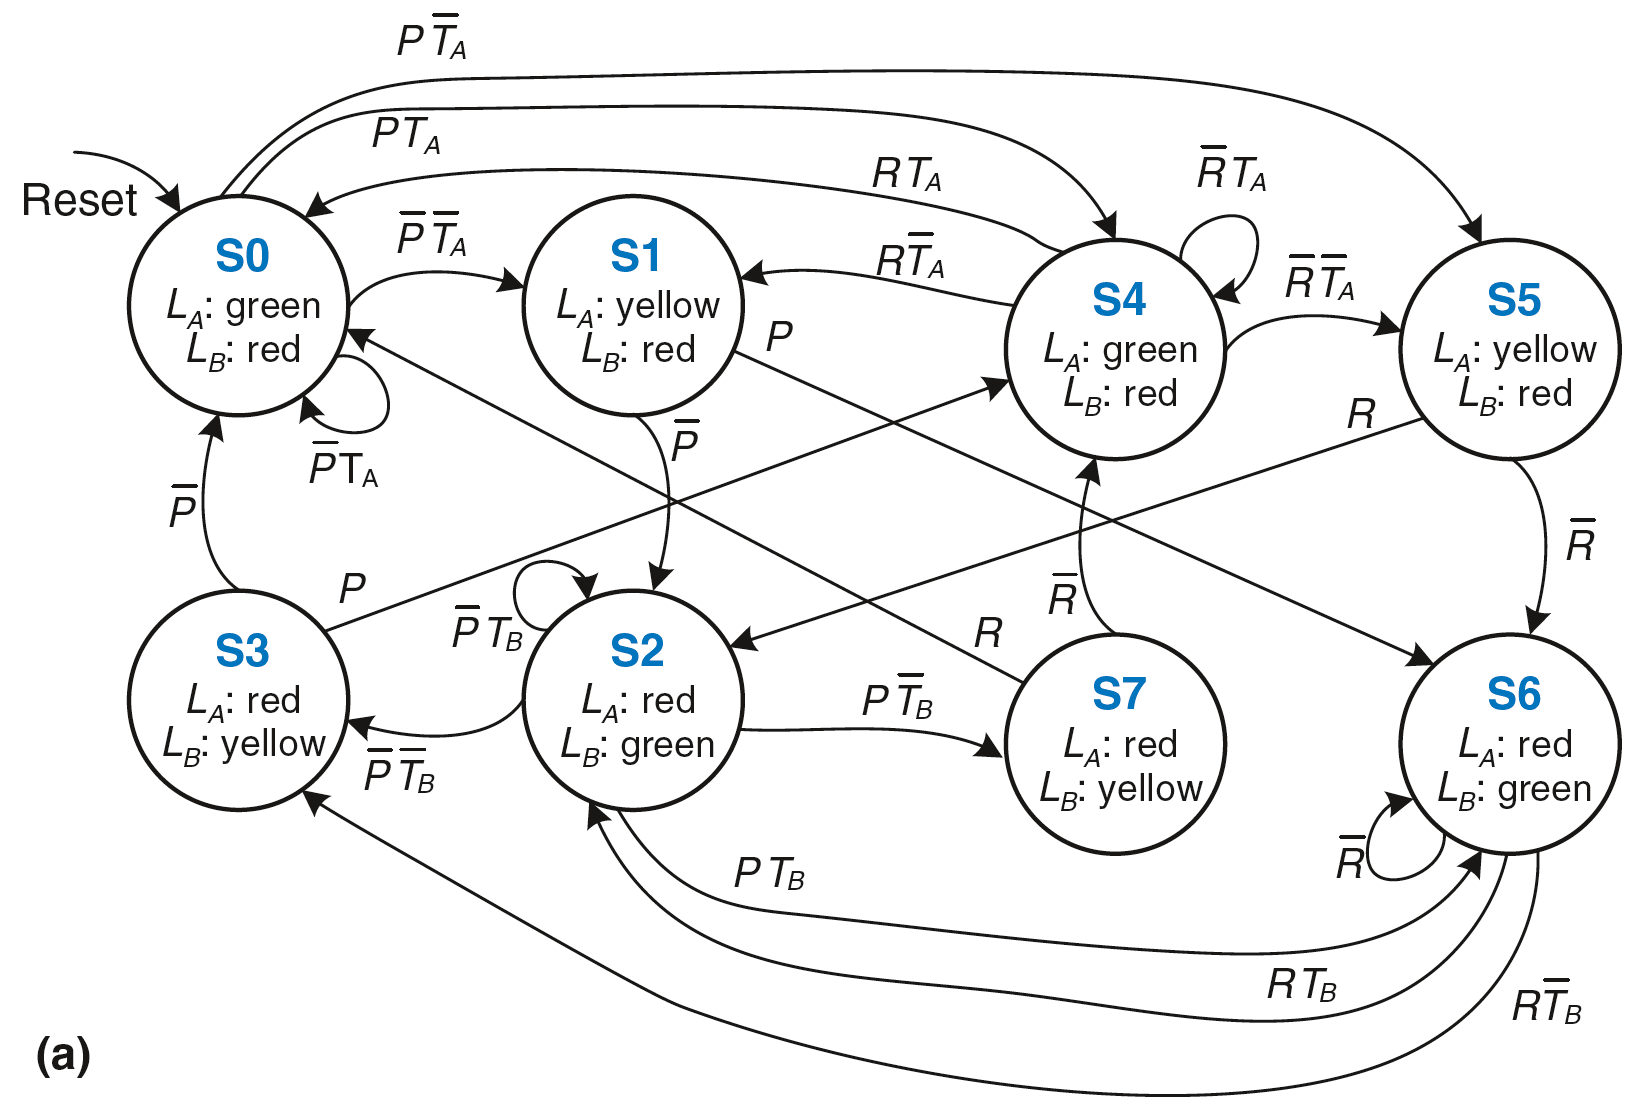 P T̅A
PTA
Reset
RTA
R̅TA
P̅ T̅A
RT̅A
R̅ T̅A
S0
LA: green
LB: red
S1
LA: yellow
LB: red
S4
LA: green
LB: red
S5
LA: yellow
LB: red
P
R
P̅
P̅TA
P̅
R̅
P
P̅ TB
R̅
R
S3
LA: red
LB: yellow
S2
LA: red
LB: green
S7
LA: red
LB: yellow
S6
LA: red
LB: green
P T̅B
P̅ T̅B
R̅
P TB
RTB
RT̅B
(a)